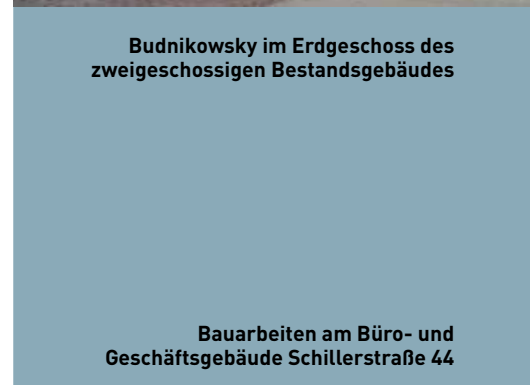 Budnikowsky im Erdgeschoss des
zweigeschossigen Bestandsgebäudes
Bauarbeiten am Büro- und
Geschäftsgebäude Schillerstraße 44